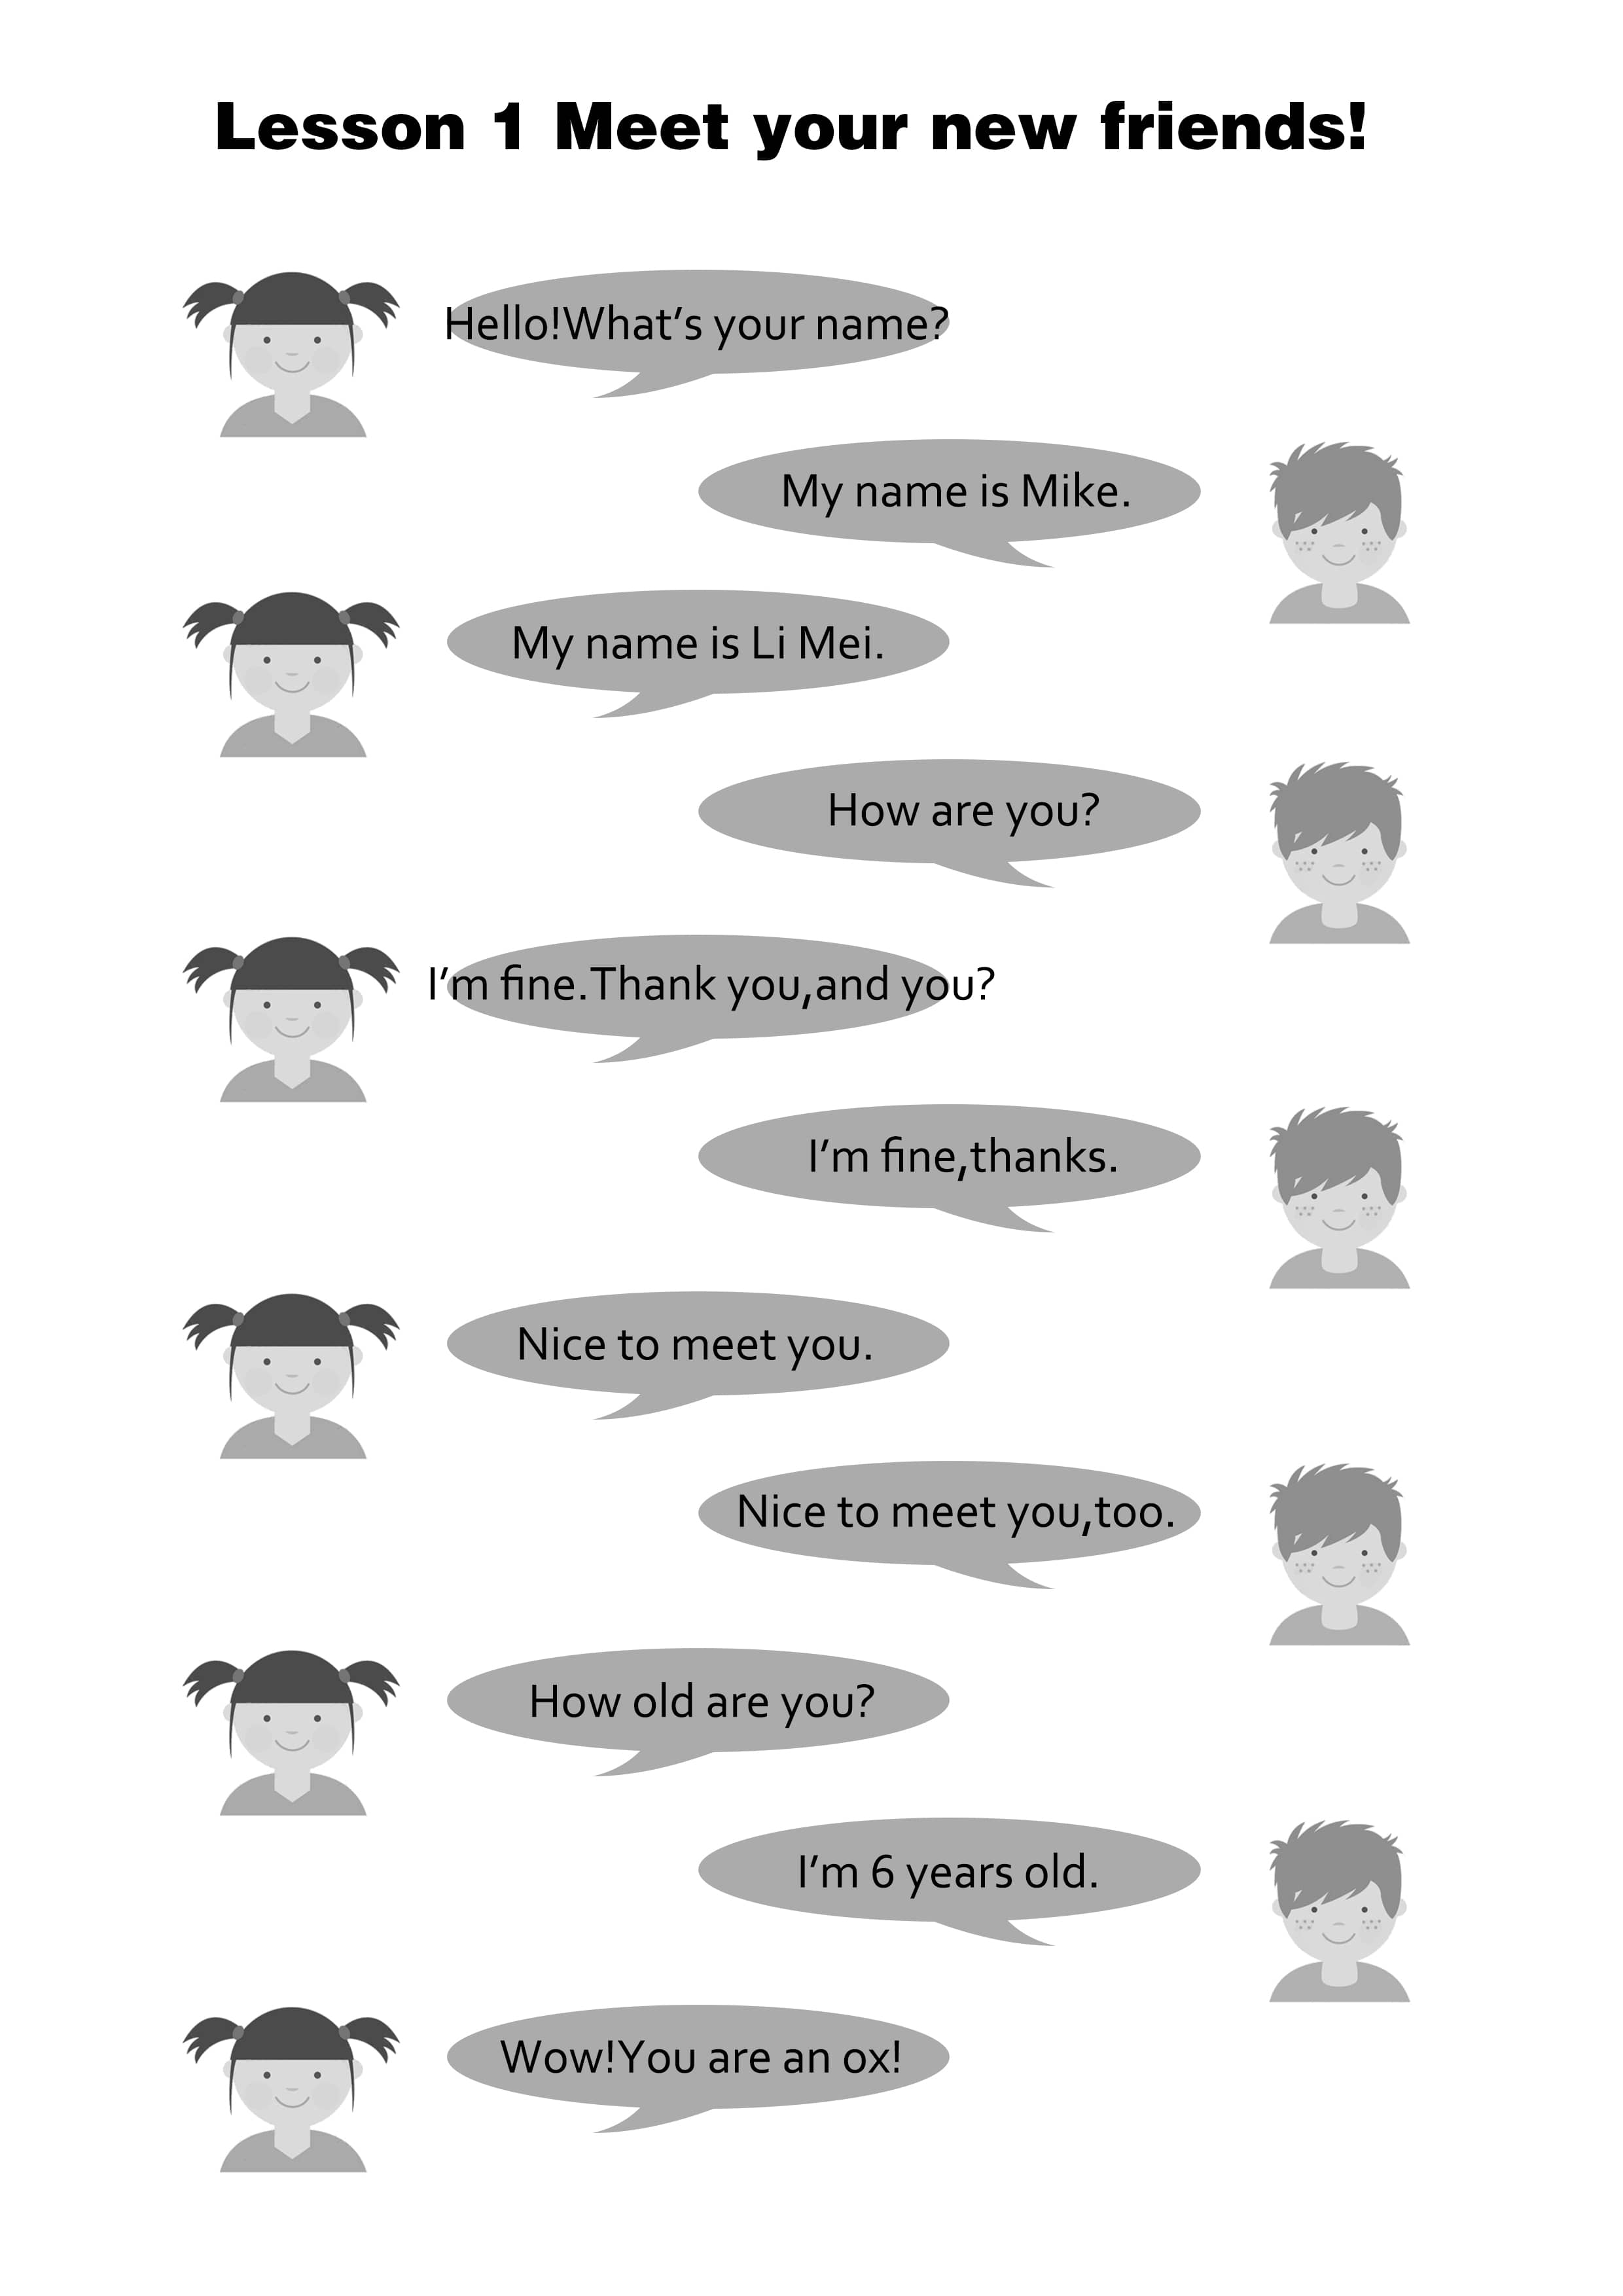 Lesson 1 Meet your new friends!
Hello!What’s your name?
My name is Mike.
My name is Li Mei.
How are you?
I’m fine.Thank you,and you?
I’m fine,thanks.
Nice to meet you.
Nice to meet you,too.
How old are you?
I’m 6 years old.
Wow!You are an ox!